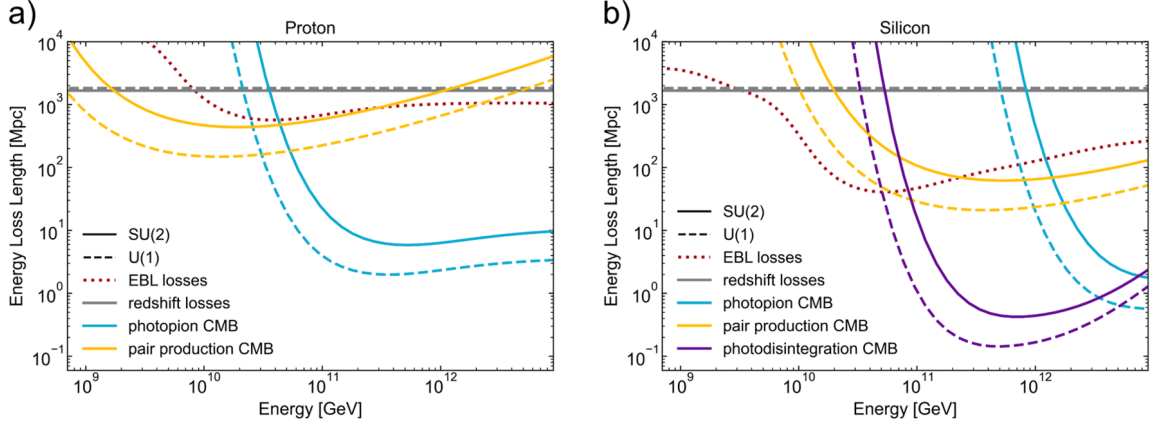 a)
Proton
Energy Loss Length [Mpc]
10^4
10^3
10^2
10^1
10^0
10^-1
SU(2)
U(1)
EBL losses
redshift losses
photopion CMB
pair production CMB
10^9
10^10
10^11
10^12
Energy [GeV]
b)
Silicon
Energy Loss Length [Mpc]
10^4
10^3
10^2
10^1
10^0
10^-1
SU(2)
U(1)
EBL losses
redshift losses
photopion CMB
pair production CMB
photodisintegration CMB
10^9
10^10
10^11
10^12
Energy [GeV]